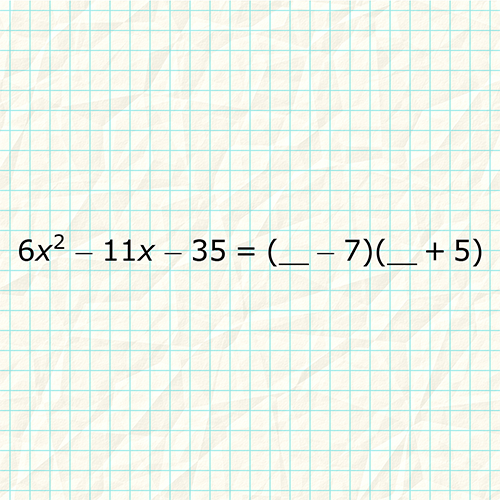 6x² – 11x – 35 = (__ – 7)(__ + 5)